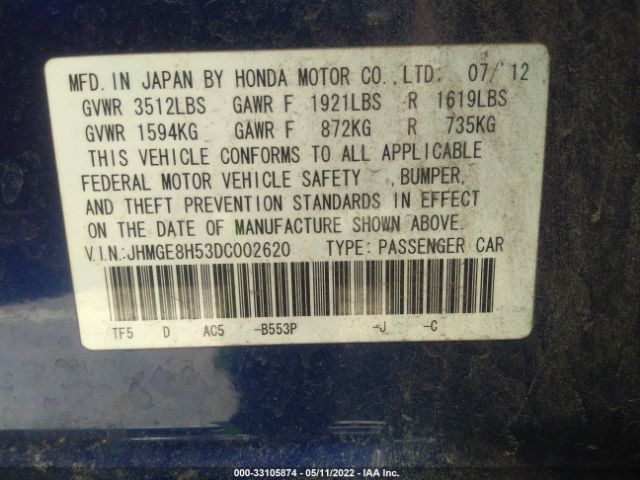 MFD. IN JAPAN BY HONDA MOTOR CO., LTD: 07/'12
GVWR 3512LBS GAWR F 1921LBS R 1619LBS
GVWR 1594KG GAWR F 872KG R 735KG
THIS VEHICLE CONFORMS TO ALL APPLICABLE
FEDERAL MOTOR VEHICLE SAFETY , BUMPER,
AND THEFT PREVENTION STANDARDS IN EFFECT
ON THE DATE OF MANUFACTURE SHOWN ABOVE.
V.I.N:JHMGE8H53DC002620 TYPE: PASSENGER CAR
TF5 D AC5 -B553P -J -C
000-33105874 - 05/11/2022 - IAA Inc.